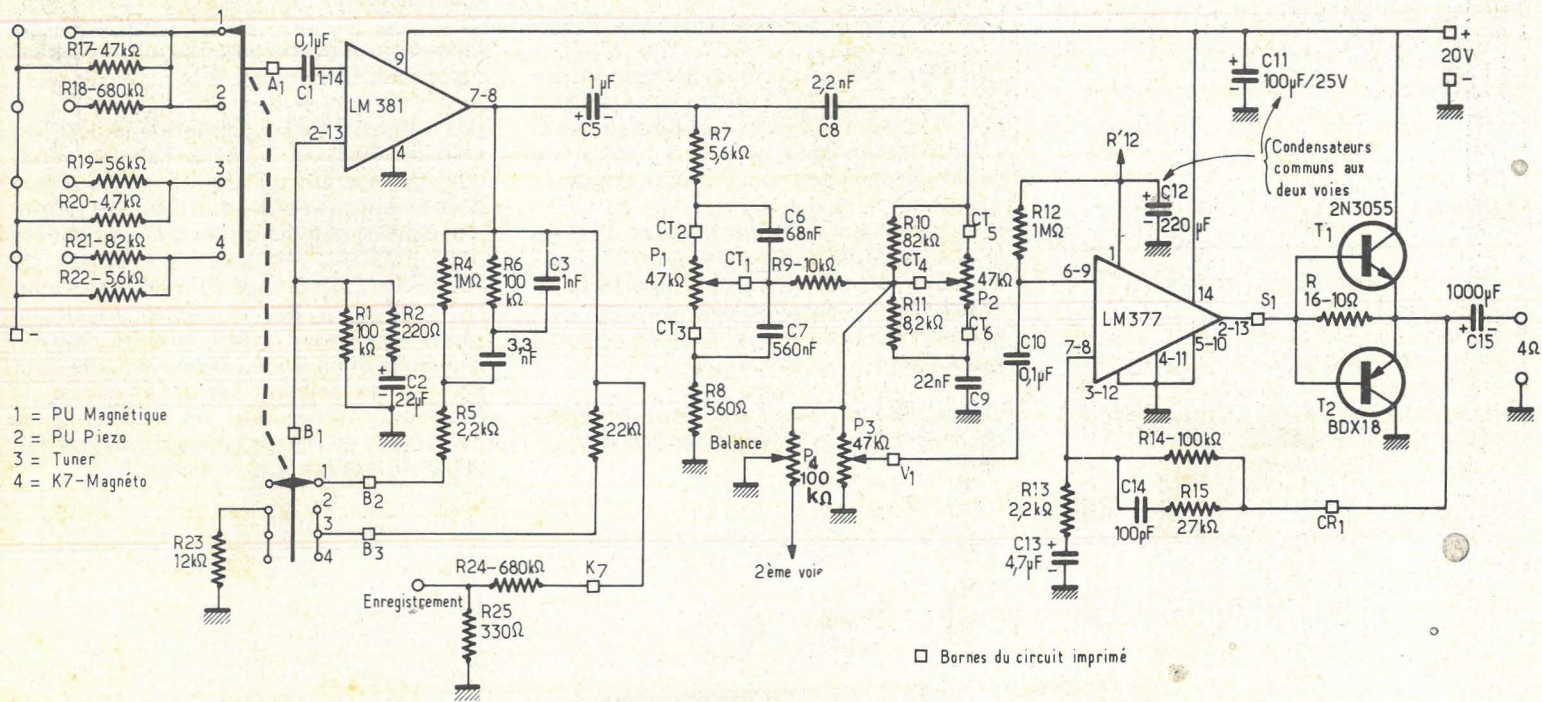 1
R17-47kΩ
R18-680kΩ
2
R19-56kΩ
3
R20-4,7kΩ
R21-82kΩ
4
R22-5,6kΩ
-
A1
0,1µF
C1
1-14
9
LM 381
2-13
4
7-8
1 = PU Magnétique
2 = PU Piezo
3 = Tuner
4 = K7-Magnéto
B1
R1
100
kΩ
R2
220Ω
+
C2
-
22µF
R4
1MΩ
R6
100
kΩ
C3
1nF
3,3
nF
R5
2,2kΩ
22kΩ
1
2
3
4
B2
B3
R23
12kΩ
R24-680kΩ
K7
Enregistrement
R25
330Ω
1 µF
+
C5
-
2,2 nF
C8
R7
5,6kΩ
CT2
C6
68nF
P1
47kΩ
CT1
R9-10kΩ
CT3
C7
560nF
R8
560Ω
R10
82kΩ
CT5
CT4
47kΩ
P2
R11
8,2kΩ
CT6
22nF
C9
Balance
P4
100
kΩ
P3
47kΩ
V1
2ème voie
R'12
R12
1MΩ
+
C12
220 µF
C10
0,1µF
+
C11
100µF/25V
-
Condensateurs
communs aux
deux voies
+
20V
-
1
6-9
LM377
14
2-13
5-10
4-11
7-8
3-12
S1
2N3055
T1
R
16-10Ω
T2
BDX18
1000µF
+
-
C15
4Ω
R14-100kΩ
C14
100pF
R15
27kΩ
CR1
R13
2,2kΩ
C13
+
4,7µF
-
Bornes du circuit imprimé